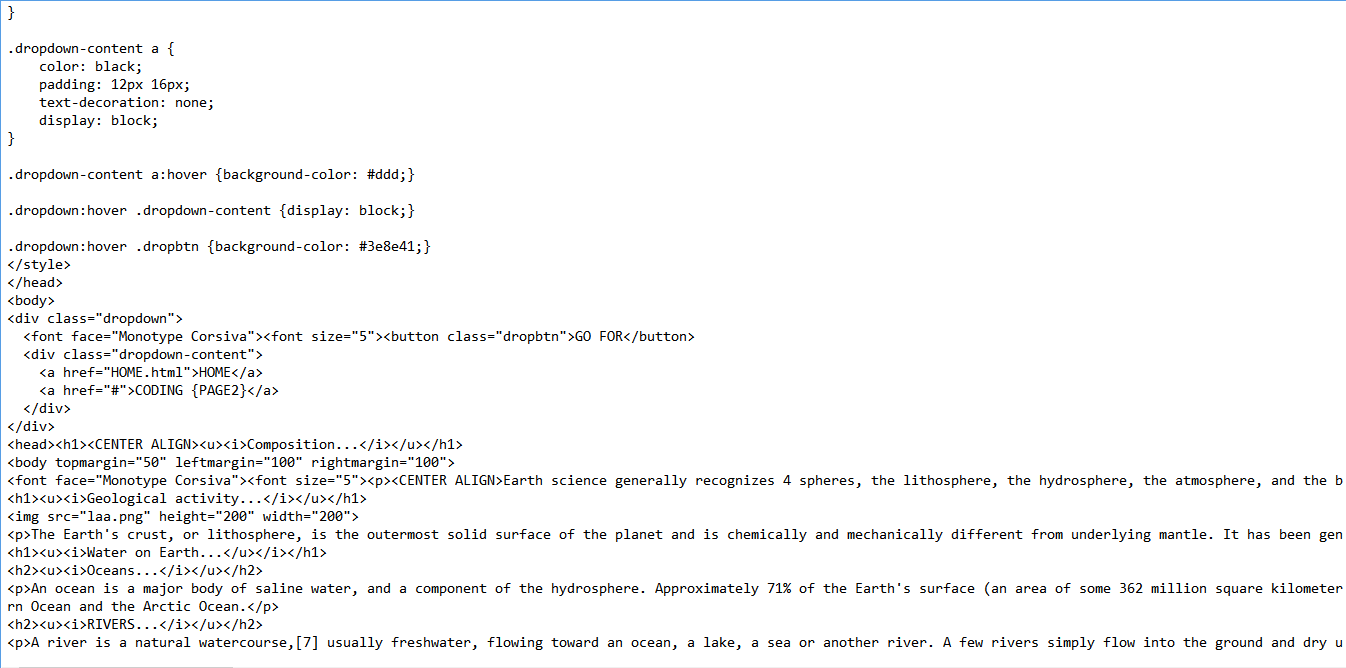 }
.dropdown-content a {
    color: black;
    padding: 12px 16px;
    text-decoration: none;
    display: block;
}
.dropdown-content a:hover {background-color: #ddd;}
.dropdown:hover .dropdown-content {display: block;}
.dropdown:hover .dropbtn {background-color: #3e8e41;}
</style>
</head>
<body>
<div class="dropdown">
  <font face="Monotype Corsiva"><font size="5"><button class="dropbtn">GO FOR</button>
  <div class="dropdown-content">
    <a href="HOME.html">HOME</a>
    <a href="#">CODING {PAGE2}</a>
  </div>
</div>
<head><h1><CENTER ALIGN><u><i>Composition...</i></u></h1>
<body topmargin="50" leftmargin="100" rightmargin="100">
<font face="Monotype Corsiva"><font size="5"><p><CENTER ALIGN>Earth science generally recognizes 4 spheres, the lithosphere, the hydrosphere, the atmosphere, and the b
<h1><u><i>Geological activity...</i></u></h1>
<img src="laa.png" height="200" width="200">
<p>The Earth's crust, or lithosphere, is the outermost solid surface of the planet and is chemically and mechanically different from underlying mantle. It has been gen
<h1><u><i>Water on Earth...</u></i></h1>
<h2><u><i>Oceans...</i></u></h2>
<p>An ocean is a major body of saline water, and a component of the hydrosphere. Approximately 71% of the Earth's surface (an area of some 362 million square kilometer
rn Ocean and the Arctic Ocean.</p>
<h2><u><i>RIVERS...</i></u></h2>
<p>A river is a natural watercourse,[7] usually freshwater, flowing toward an ocean, a lake, a sea or another river. A few rivers simply flow into the ground and dry u